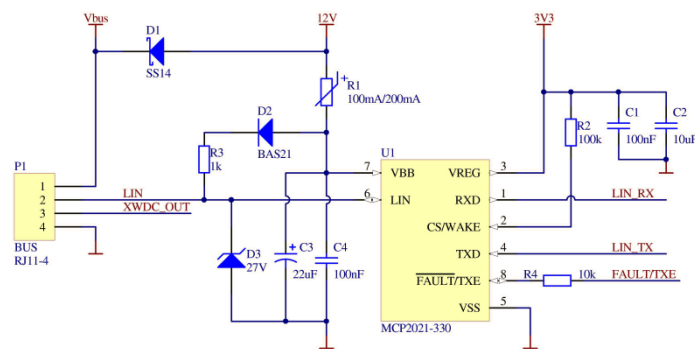 Vbus
12V
3V3
D1
SS14
R1
100mA/200mA
D2
BAS21
R3
1k
R2
100k
C1
100nF
C2
10uF
P1
1
2
3
4
BUS
RJ11-4
LIN
XWDC_OUT
D3
27V
C3
22uF
C4
100nF
U1
7
VBB
6
LIN
VREG
3
RXD
1
LIN_RX
CS/WAKE
2
TXD
4
LIN_TX
FAULT/TXE
8
R4
10k
FAULT/TXE
VSS
5
MCP2021-330